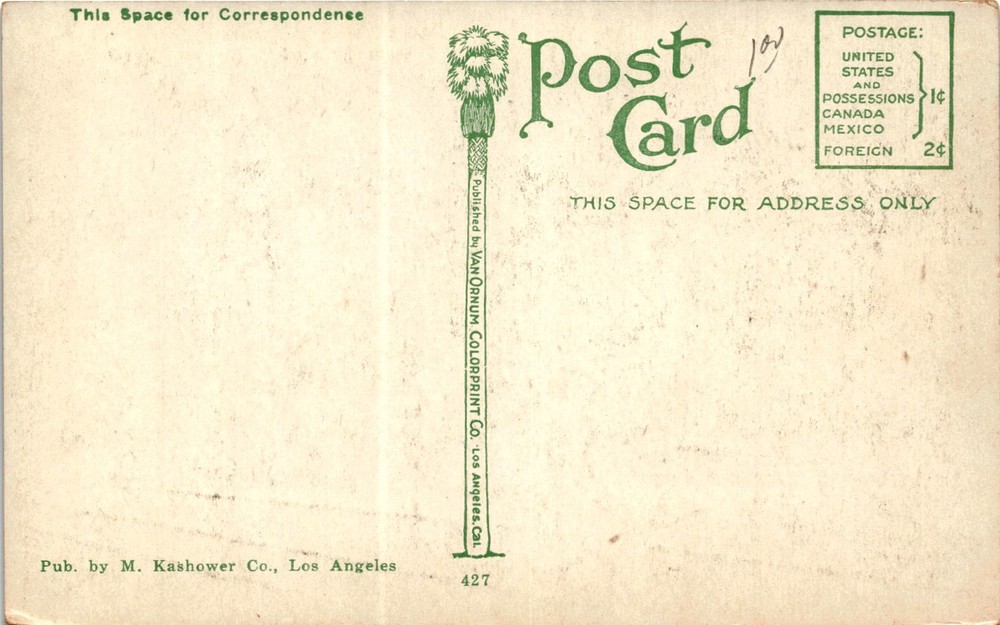 This Space for Correspondence
Post
Card
100
POSTAGE:
UNITED
STATES
AND
POSSESSIONS
CANADA
MEXICO
1¢
FOREIGN 2¢
THIS SPACE FOR ADDRESS ONLY
Published by VAN ORNUM COLORPRINT CO. Los Angeles, Cal.
Pub. by M. Kashower Co., Los Angeles
427